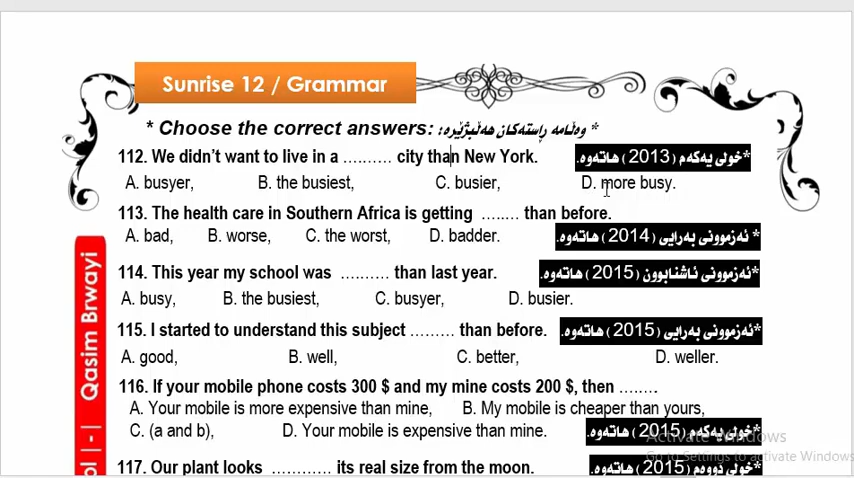 Sunrise 12 / Grammar
* Choose the correct answers: وەڵامە ڕاستەکان هەڵبژێرە: *
112. We didn't want to live in a .......... city than New York. *خولی یەکەم (2013) هاتەوە.
A. busyer, B. the busiest, C. busier, D. more busy.
113. The health care in Southern Africa is getting ........ than before.
A. bad, B. worse, C. the worst, D. badder. * ئەزموونی بەرایی (2014) هاتەوە.
114. This year my school was .......... than last year. *ئەزموونی ئاشنابوون (2015) هاتەوە.
A. busy, B. the busiest, C. busyer, D. busier.
115. I started to understand this subject ......... than before. *ئەزموونی بەرایی (2015) هاتەوە.
A. good, B. well, C. better, D. weller.
116. If your mobile phone costs 300 $ and my mine costs 200 $, then ........
A. Your mobile is more expensive than mine, B. My mobile is cheaper than yours,
C. (a and b), D. Your mobile is expensive than mine. *خولی یەکەم (2015) هاتەوە.
117. Our plant looks ............ its real size from the moon. *خولی دووەم (2015) هاتەوە.
Qasim Brwayi
ol | - |
Activate Windows
Go to Settings to activate Windows